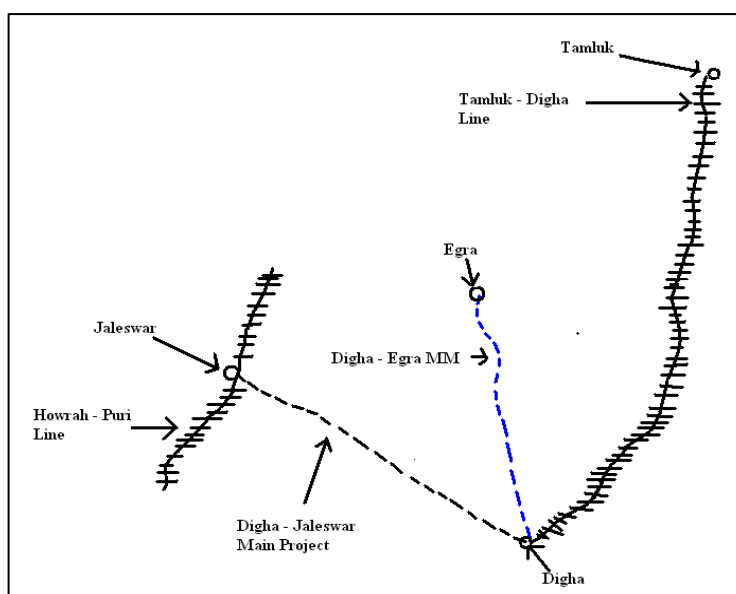 Tamluk
Tamluk - Digha
Line
Egra
Jaleswar
Digha - Egra MM
Howrah - Puri
Line
Digha - Jaleswar
Main Project
Digha